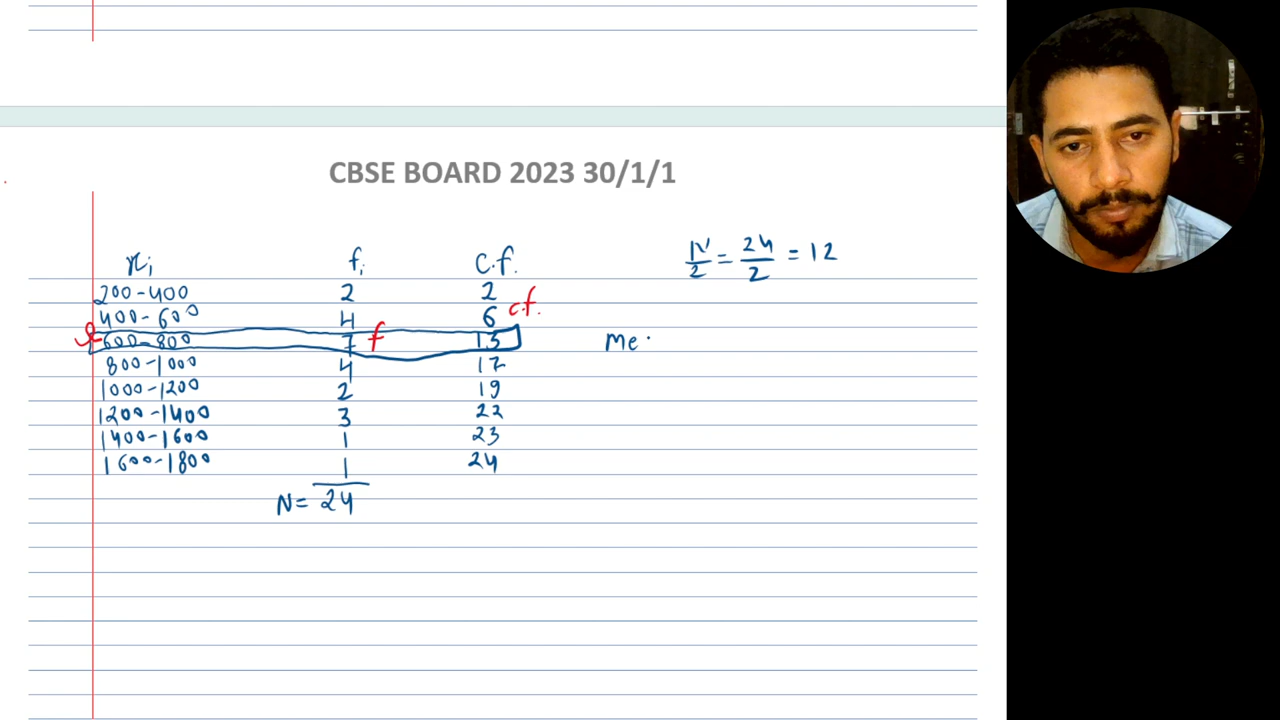 CBSE BOARD 2023 30/1/1
xi fi c.f. N/2 = 24/2 = 12
200-400 2 2
400-600 4 6 c.f.
l 600-800 7 f 13 Me.
800-1000 4 17
1000-1200 2 19
1200-1400 3 22
1400-1600 1 23
1600-1800 1 24
N = 24